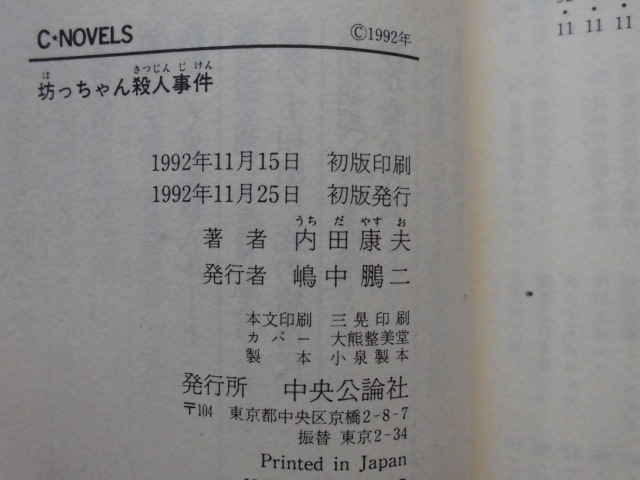 C★NOVELS
©1992年
坊っちゃん殺人事件
1992年11月15日 初版印刷
1992年11月25日 初版発行
著者 内田康夫
発行者 嶋中鵬二
本文印刷 三晃印刷
カバー 大熊整美堂
製本 小泉製本
発行所 中央公論社
〒104 東京都中央区京橋2-8-7
振替 東京2-34
Printed in Japan